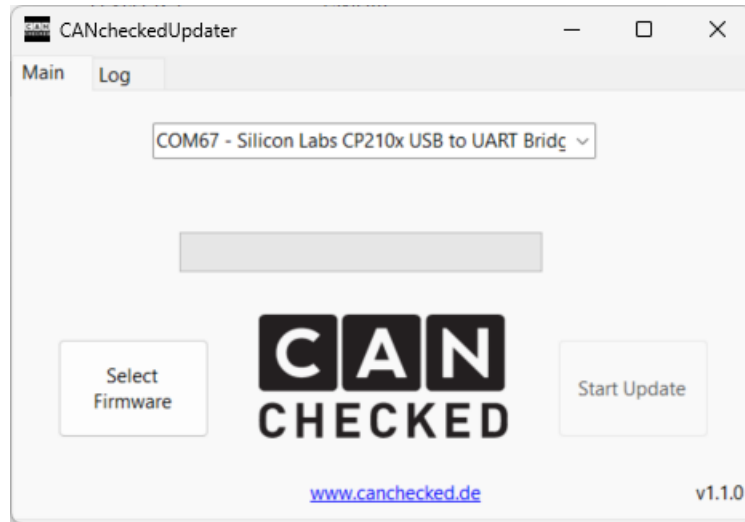 CANcheckedUpdater
Main
Log
COM67 - Silicon Labs CP210x USB to UART Bridg
CAN
CHECKED
Select
Firmware
Start Update
www.canchecked.de
v1.1.0